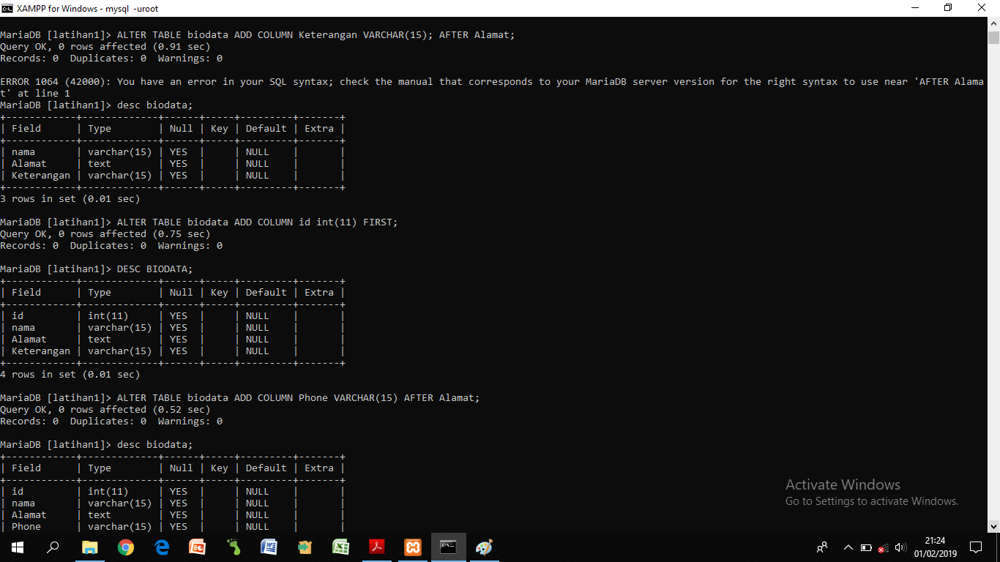 XAMPP for Windows - mysql -uroot
MariaDB [latihan1]> ALTER TABLE biodata ADD COLUMN Keterangan VARCHAR(15); AFTER Alamat;
Query OK, 0 rows affected (0.91 sec)
Records: 0  Duplicates: 0  Warnings: 0
ERROR 1064 (42000): You have an error in your SQL syntax; check the manual that corresponds to your MariaDB server version for the right syntax to use near 'AFTER Alama
t' at line 1
MariaDB [latihan1]> desc biodata;
+------------+-------------+------+-----+---------+-------+
| Field      | Type        | Null | Key | Default | Extra |
+------------+-------------+------+-----+---------+-------+
| nama       | varchar(15) | YES  |     | NULL    |       |
| Alamat     | text        | YES  |     | NULL    |       |
| Keterangan | varchar(15) | YES  |     | NULL    |       |
+------------+-------------+------+-----+---------+-------+
3 rows in set (0.01 sec)
MariaDB [latihan1]> ALTER TABLE biodata ADD COLUMN id int(11) FIRST;
Query OK, 0 rows affected (0.75 sec)
Records: 0  Duplicates: 0  Warnings: 0
MariaDB [latihan1]> DESC BIODATA;
+------------+-------------+------+-----+---------+-------+
| Field      | Type        | Null | Key | Default | Extra |
+------------+-------------+------+-----+---------+-------+
| id         | int(11)     | YES  |     | NULL    |       |
| nama       | varchar(15) | YES  |     | NULL    |       |
| Alamat     | text        | YES  |     | NULL    |       |
| Keterangan | varchar(15) | YES  |     | NULL    |       |
+------------+-------------+------+-----+---------+-------+
4 rows in set (0.01 sec)
MariaDB [latihan1]> ALTER TABLE biodata ADD COLUMN Phone VARCHAR(15) AFTER Alamat;
Query OK, 0 rows affected (0.52 sec)
Records: 0  Duplicates: 0  Warnings: 0
MariaDB [latihan1]> desc biodata;
+------------+-------------+------+-----+---------+-------+
| Field      | Type        | Null | Key | Default | Extra |
+------------+-------------+------+-----+---------+-------+
| id         | int(11)     | YES  |     | NULL    |       |
| nama       | varchar(15) | YES  |     | NULL    |       |
| Alamat     | text        | YES  |     | NULL    |       |
| Phone      | varchar(15) | YES  |     | NULL    |       |
Activate Windows
Go to Settings to activate Windows.
21:24
01/02/2019